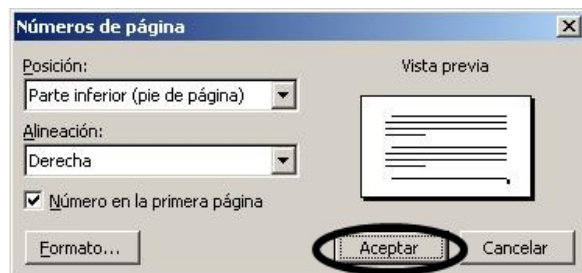 Números de página
Posición:
Vista previa
Parte inferior (pie de página)
Alineación:
Derecha
Número en la primera página
Formato...
Aceptar
Cancelar